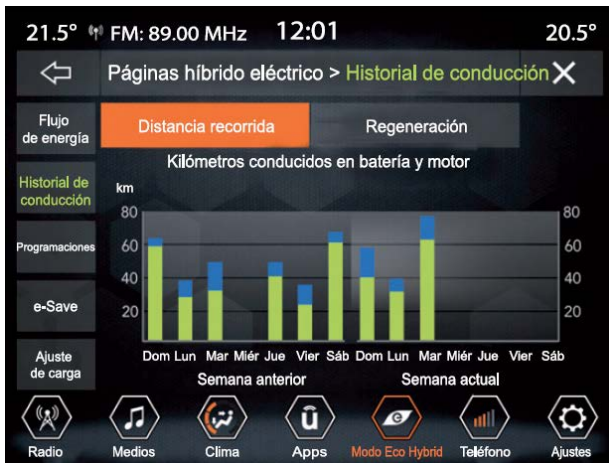 21.5° FM: 89.00 MHz 12:01 20.5°
Páginas híbrido eléctrico > Historial de conducción X
Flujo
de energía
Historial de
conducción
Programaciones
e-Save
Ajuste
de carga
Distancia recorrida Regeneración
Kilómetros conducidos en batería y motor
km
80 80
60 60
40 40
20 20
Dom Lun Mar Miér Jue Vier Sáb Dom Lun Mar Miér Jue Vier Sáb
Semana anterior Semana actual
Radio Medios Clima Apps Modo Eco Hybrid Teléfono Ajustes